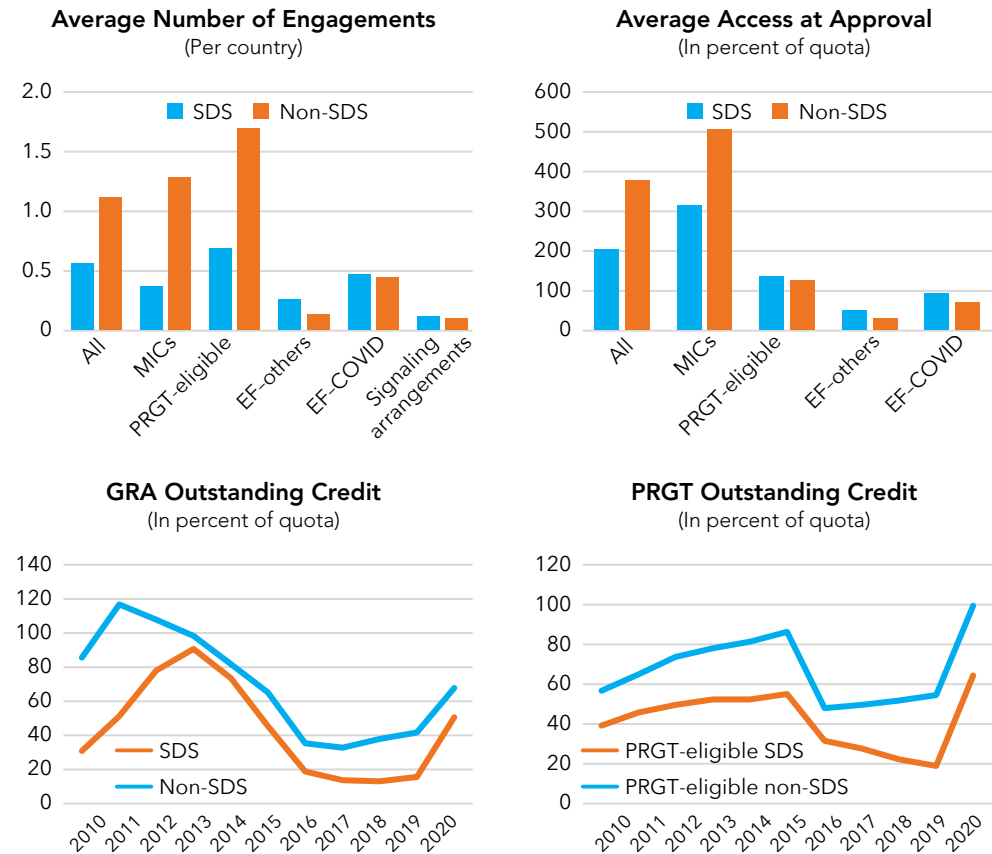 Average Number of Engagements
(Per country)
2.0
1.5
1.0
0.5
0
SDS Non-SDS
All
MICs
PRGT-eligible
EF–others
EF–COVID
Signaling
arrangements
Average Access at Approval
(In percent of quota)
600
500
400
300
200
100
0
SDS Non-SDS
All
MICs
PRGT-eligible
EF–others
EF–COVID
GRA Outstanding Credit
(In percent of quota)
140
120
100
80
60
40
20
0
SDS
Non-SDS
2010
2011
2012
2013
2014
2015
2016
2017
2018
2019
2020
PRGT Outstanding Credit
(In percent of quota)
120
100
80
60
40
20
0
PRGT-eligible SDS
PRGT-eligible non-SDS
2010
2011
2012
2013
2014
2015
2016
2017
2018
2019
2020